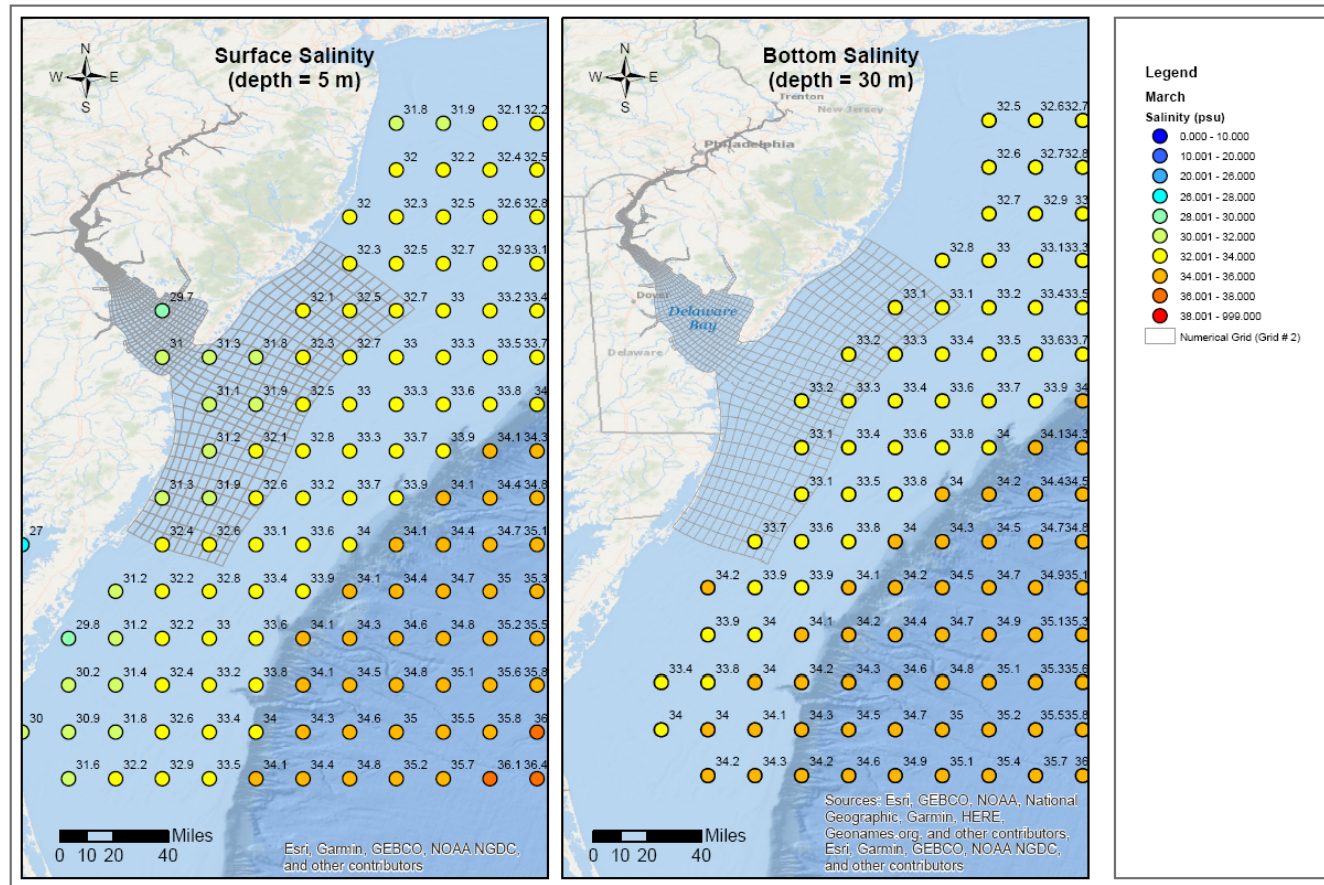 Surface Salinity
(depth = 5 m)
N
W E
S
31.8 31.9 32.1 32.2
32 32.2 32.4 32.5
32 32.3 32.5 32.6 32.8
32.3 32.5 32.7 32.9 33.1
29.7 32.1 32.5 32.7 33 33.2 33.4
31 31.3 31.8 32.3 32.7 33 33.3 33.5 33.7
31.1 31.9 32.5 33 33.3 33.6 33.8 34
31.2 32.1 32.8 33.3 33.7 33.9 34.1 34.3
31.3 31.9 32.6 33.2 33.7 33.9 34.1 34.4 34.8
27 32.4 32.6 33.1 33.6 34 34.1 34.4 34.7 35.1
31.2 32.2 32.8 33.4 33.9 34.1 34.4 34.7 35 35.3
29.8 31.2 32.2 33 33.6 34.1 34.3 34.6 34.8 35.2 35.5
30.2 31.4 32.4 33.2 33.8 34.1 34.5 34.8 35.1 35.6 35.8
30 30.9 31.8 32.6 33.4 34 34.3 34.6 35 35.5 35.8 36
31.6 32.2 32.9 33.5 34.1 34.4 34.8 35.2 35.7 36.1 36.4
Miles
0 10 20 40
Esri, Garmin, GEBCO, NOAA NGDC,
and other contributors
Bottom Salinity
(depth = 30 m)
N
W E
S
Trenton
New Jersey
Philadelphia
Dover
Delaware
Bay
Delaware
32.5 32.6 32.7
32.6 32.7 32.8
32.7 32.9 33
32.8 33 33.1 33.3
33.1 33.1 33.2 33.4 33.5
33.2 33.3 33.4 33.5 33.6 33.7
33.2 33.3 33.4 33.6 33.7 33.9 34
33.1 33.4 33.6 33.8 34 34.1 34.3
33.1 33.5 33.8 34 34.2 34.4 34.5
33.7 33.6 33.8 34 34.3 34.5 34.7 34.8
34.2 33.9 33.9 34.1 34.2 34.5 34.7 34.9 35.1
33.9 34 34.1 34.2 34.4 34.7 34.9 35.1 35.3
33.4 33.8 34 34.2 34.3 34.6 34.8 35.1 35.3 35.6
34 34 34.1 34.3 34.5 34.7 35 35.2 35.5 35.8
34.2 34.3 34.2 34.6 34.9 35.1 35.4 35.7 36
Miles
0 10 20 40
Sources: Esri, GEBCO, NOAA, National
Geographic, Garmin, HERE,
Geonames.org, and other contributors,
Esri, Garmin, GEBCO, NOAA NGDC,
and other contributors
Legend
March
Salinity (psu)
0.000 - 10.000
10.001 - 20.000
20.001 - 26.000
26.001 - 28.000
28.001 - 30.000
30.001 - 32.000
32.001 - 34.000
34.001 - 36.000
36.001 - 38.000
38.001 - 999.000
Numerical Grid (Grid # 2)